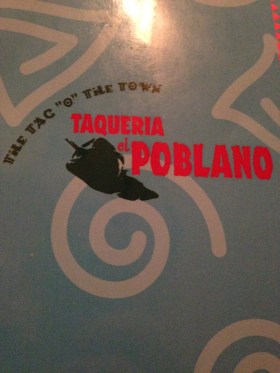 THE TAC "O" THE TOWN
TAQUERIA
el
POBLANO